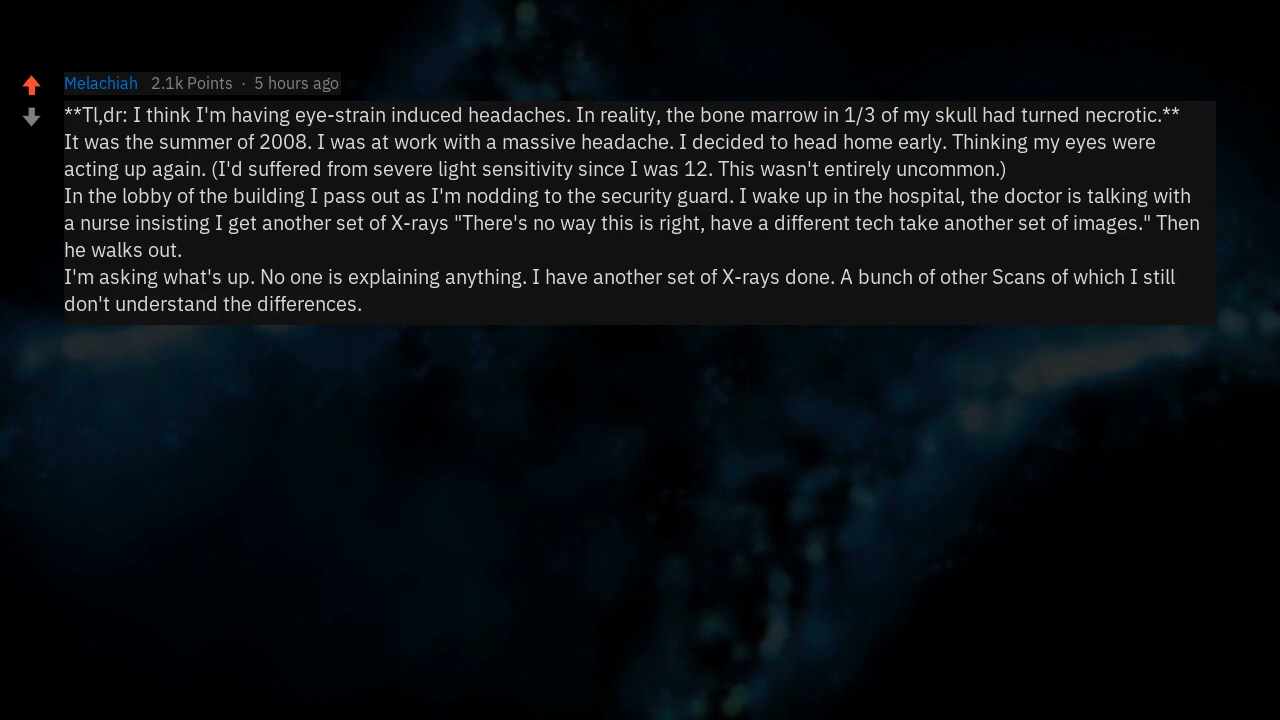 Melachiah 2.1k Points · 5 hours ago
**Tl,dr: I think I'm having eye-strain induced headaches. In reality, the bone marrow in 1/3 of my skull had turned necrotic.**
It was the summer of 2008. I was at work with a massive headache. I decided to head home early. Thinking my eyes were
acting up again. (I'd suffered from severe light sensitivity since I was 12. This wasn't entirely uncommon.)
In the lobby of the building I pass out as I'm nodding to the security guard. I wake up in the hospital, the doctor is talking with
a nurse insisting I get another set of X-rays "There's no way this is right, have a different tech take another set of images." Then
he walks out.
I'm asking what's up. No one is explaining anything. I have another set of X-rays done. A bunch of other Scans of which I still
don't understand the differences.